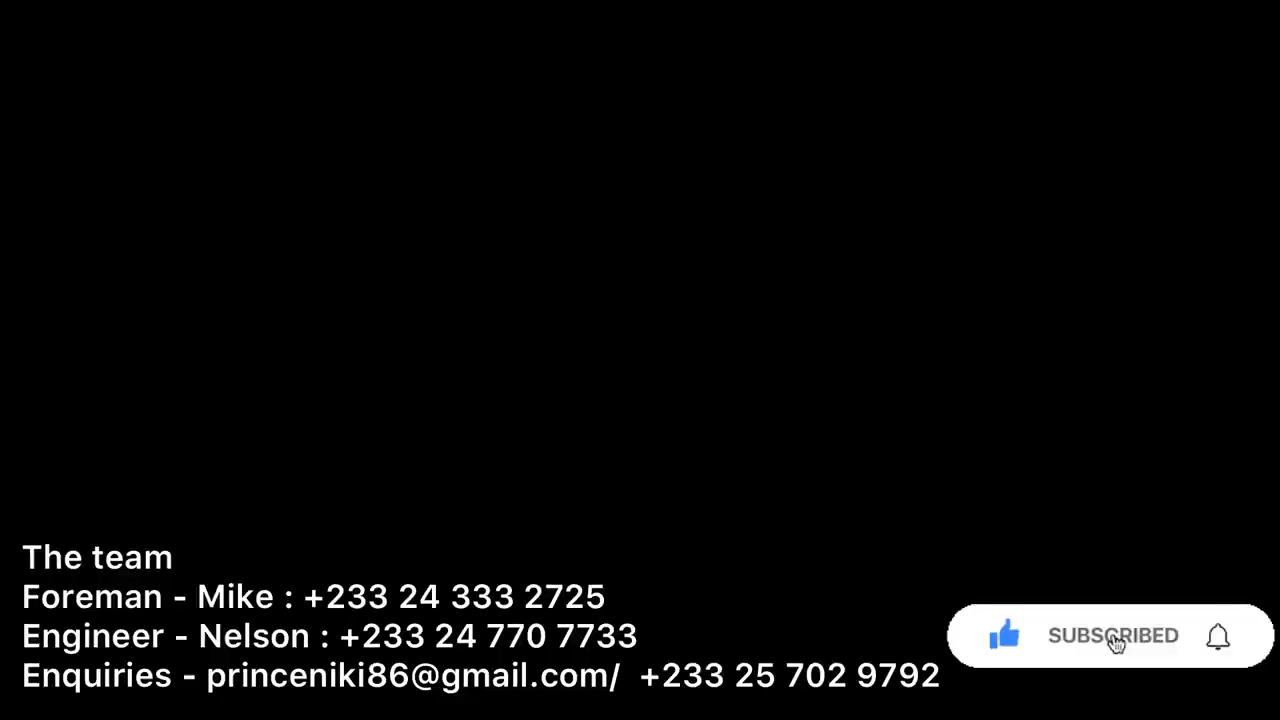 The team
Foreman - Mike : +233 24 333 2725
Engineer - Nelson : +233 24 770 7733
Enquiries - princeniki86@gmail.com/ +233 25 702 9792
SUBSCRIBED